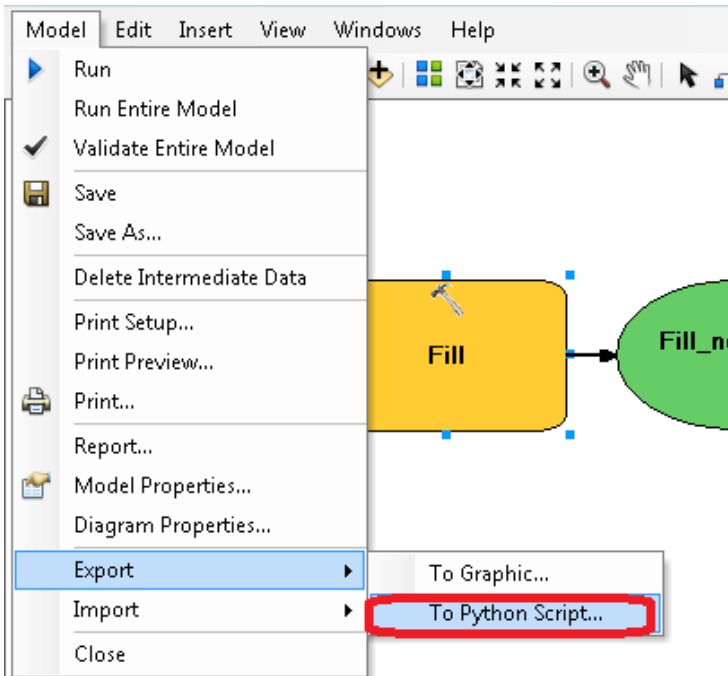 Model Edit Insert View Windows Help
Run
Run Entire Model
Validate Entire Model
Save
Save As...
Delete Intermediate Data
Print Setup...
Print Preview...
Print...
Report...
Model Properties...
Diagram Properties...
Export
Import
Close
To Graphic...
To Python Script...
Fill